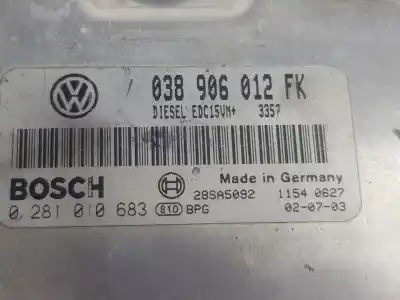 038 906 012 FK
DIESEL EDC15VM+ 3357
Made in Germany
BOSCH
28SA5092 1154 0627
0 281 010 683 810 BPG 02-07-03